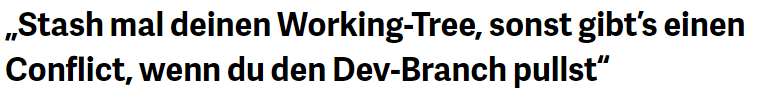 „Stash mal deinen Working-Tree, sonst gibt’s einen
Conflict, wenn du den Dev-Branch pullst“